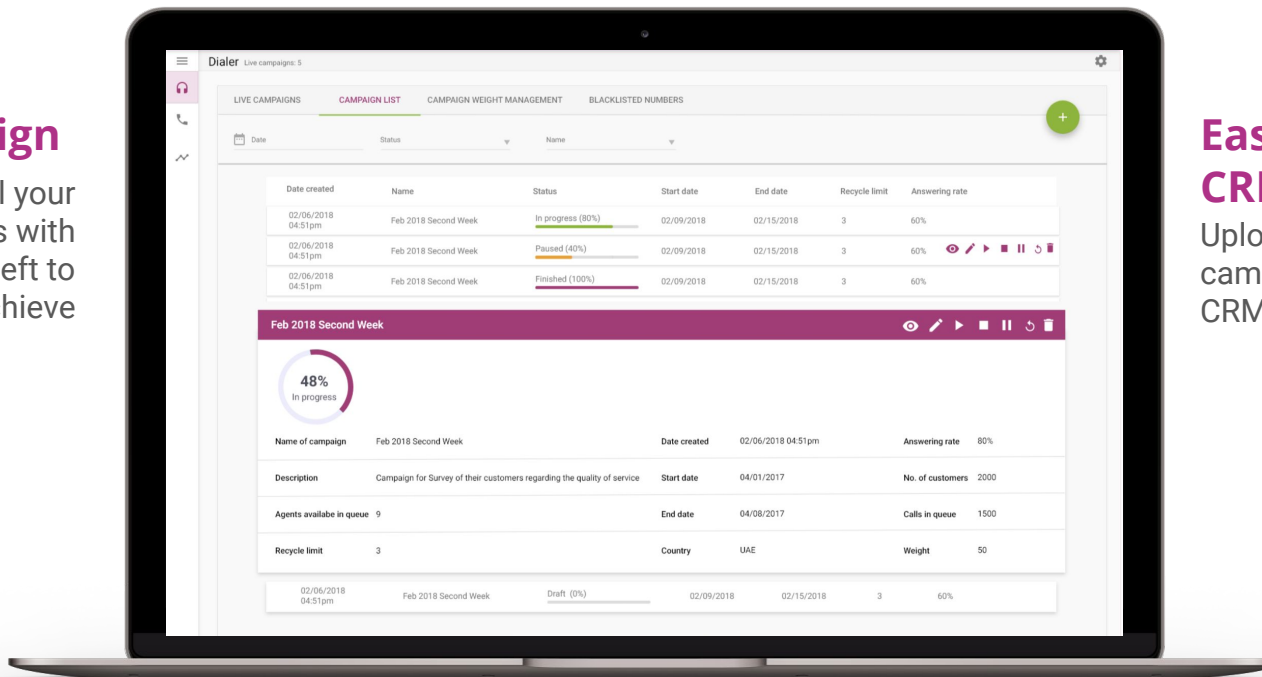 ign
l your
s with
eft to
hieve
Dialer Live campaigns: 5
LIVE CAMPAIGNS CAMPAIGN LIST CAMPAIGN WEIGHT MANAGEMENT BLACKLISTED NUMBERS
+
Date Status Name
Date created Name Status Start date End date Recycle limit Answering rate
02/06/2018 04:51pm Feb 2018 Second Week In progress (80%) 02/09/2018 02/15/2018 3 60%
02/06/2018 04:51pm Feb 2018 Second Week Paused (40%) 02/09/2018 02/15/2018 3 60%
02/06/2018 04:51pm Feb 2018 Second Week Finished (100%) 02/09/2018 02/15/2018 3 60%
Feb 2018 Second Week
48%
In progress
Name of campaign Feb 2018 Second Week Date created 02/06/2018 04:51pm Answering rate 80%
Description Campaign for Survey of their customers regarding the quality of service Start date 04/01/2017 No. of customers 2000
Agents availabe in queue 9 End date 04/08/2017 Calls in queue 1500
Recycle limit 3 Country UAE Weight 50
02/06/2018 04:51pm Feb 2018 Second Week Draft (0%) 02/09/2018 02/15/2018 3 60%
Eas
CRI
Uplo
cam
CRM